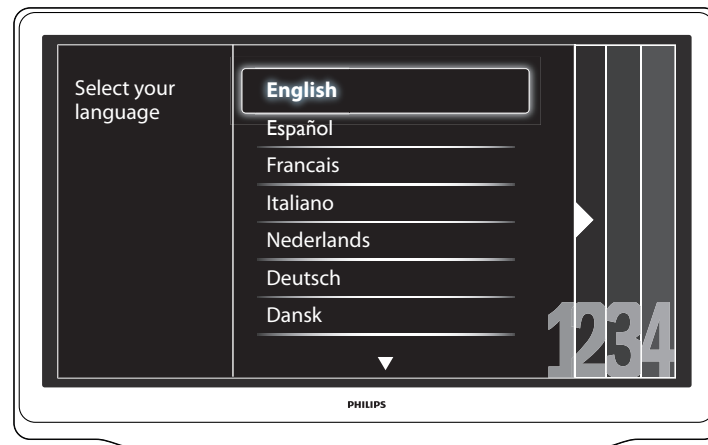 Select your
language
English
Español
Francais
Italiano
Nederlands
Deutsch
Dansk
1234
PHILIPS